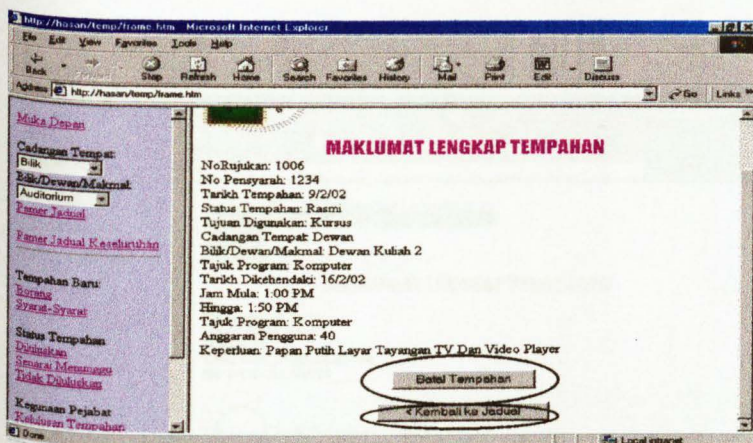 http://hasan/temp/frame.htm Microsoft Internet Explorer
File Edit View Favorites Tools Help
Back Stop Refresh Home Search Favorites History Mail Print Edit Discuss
Address http://hasan/temp/frame.htm Go Links
Muka Depan
Cadangan Tempat:
Bilik
Bilik/Dewan/Makmal:
Auditorium
Pamer Jadual
Pamer Jadual Keseluruhan
Tempahan Baru:
Borang
Syarat-Syarat
Status Tempahan
Diluluskan
Senarai Menunggu
Tidak Diluluskan
Kegunaan Pejabat
Kelulusan Tempahan
MAKLUMAT LENGKAP TEMPAHAN
NoRujukan: 1006
No Pensyarah: 1234
Tarikh Tempahan: 9/2/02
Status Tempahan: Rasmi
Tujuan Digunakan: Kursus
Cadangan Tempat: Dewan
Bilik/Dewan/Makmal: Dewan Kuliah 2
Tajuk Program: Komputer
Tarikh Dikehendaki: 16/2/02
Jam Mula: 1:00 PM
Hingga: 1:50 PM
Tajuk Program: Komputer
Anggaran Pengguna: 40
Keperluan: Papan Putih Layar Tayangan TV Dan Video Player
Batal Tempahan
< Kembali ke Jadual
Done Local intranet